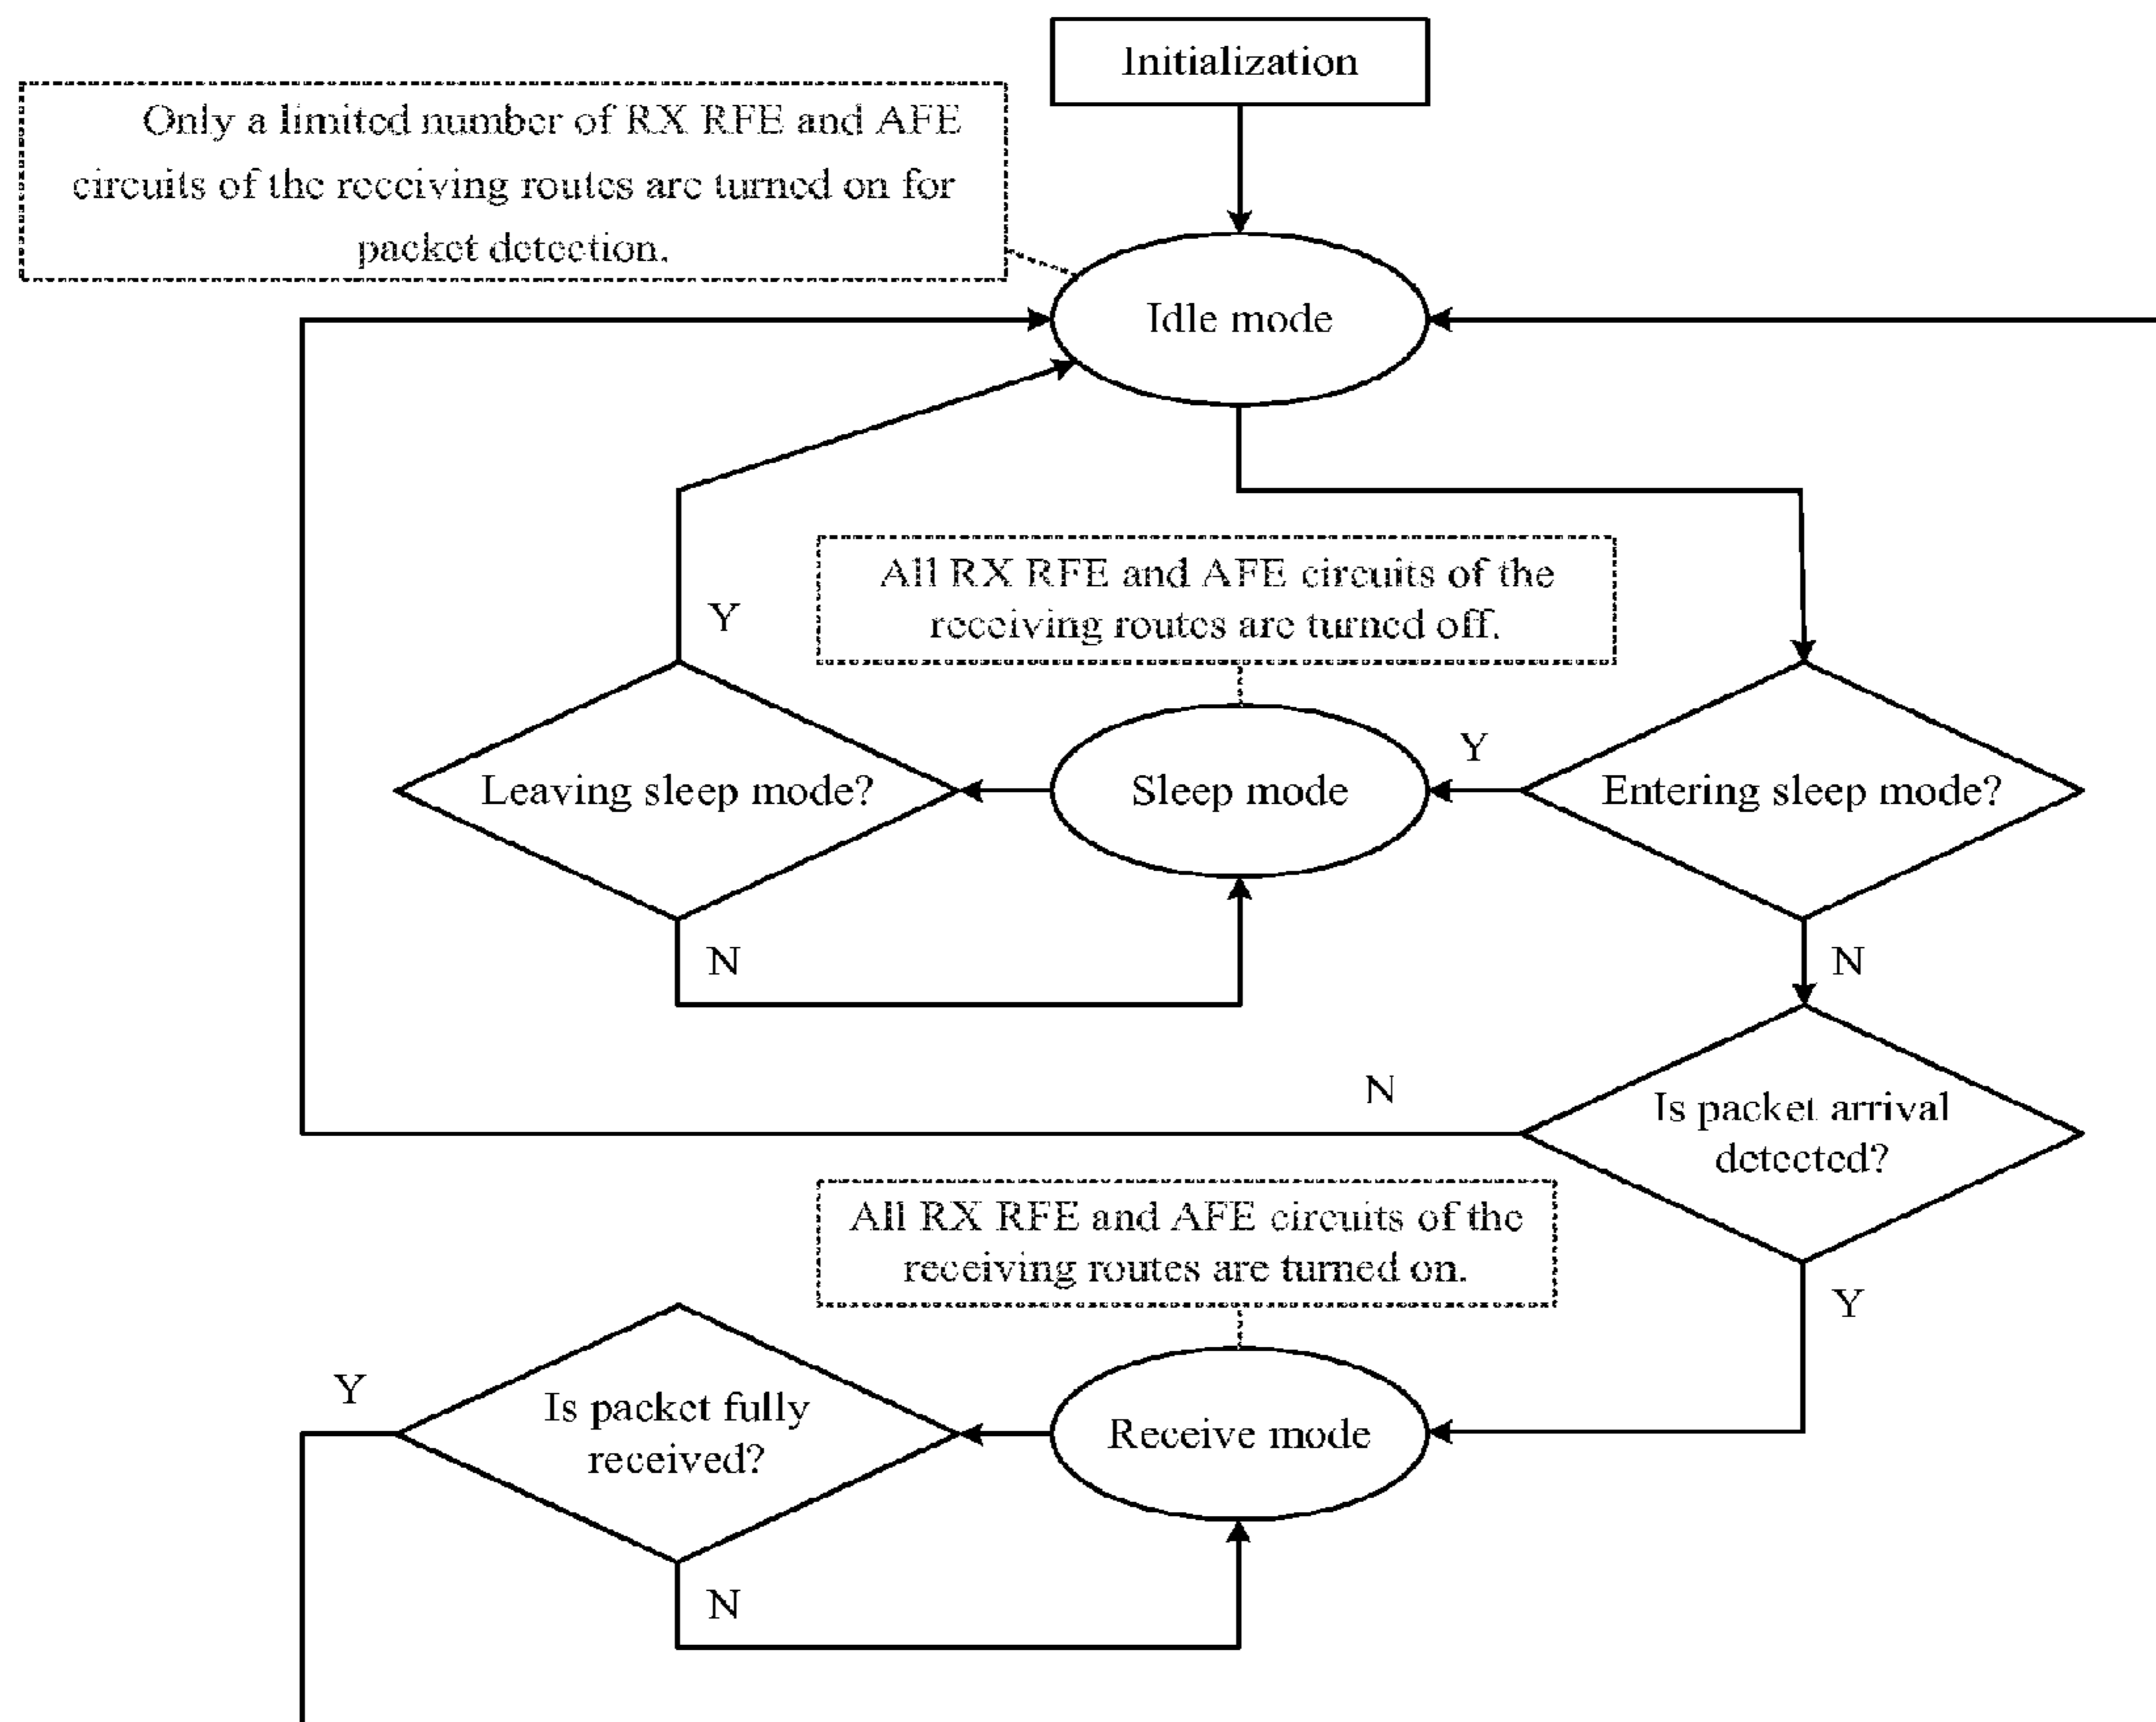 Initialization
Only a limited number of RX RFE and AFE
circuits of the receiving routes are turned on for
packet detection.
Idle mode
All RX RFE and AFE circuits of the
receiving routes are turned off.
Y
Y
Leaving sleep mode?
Sleep mode
Entering sleep mode?
N
N
N
Is packet arrival
detected?
All RX RFE and AFE circuits of the
receiving routes are turned on.
Y
Y
Is packet fully
received?
Receive mode
N